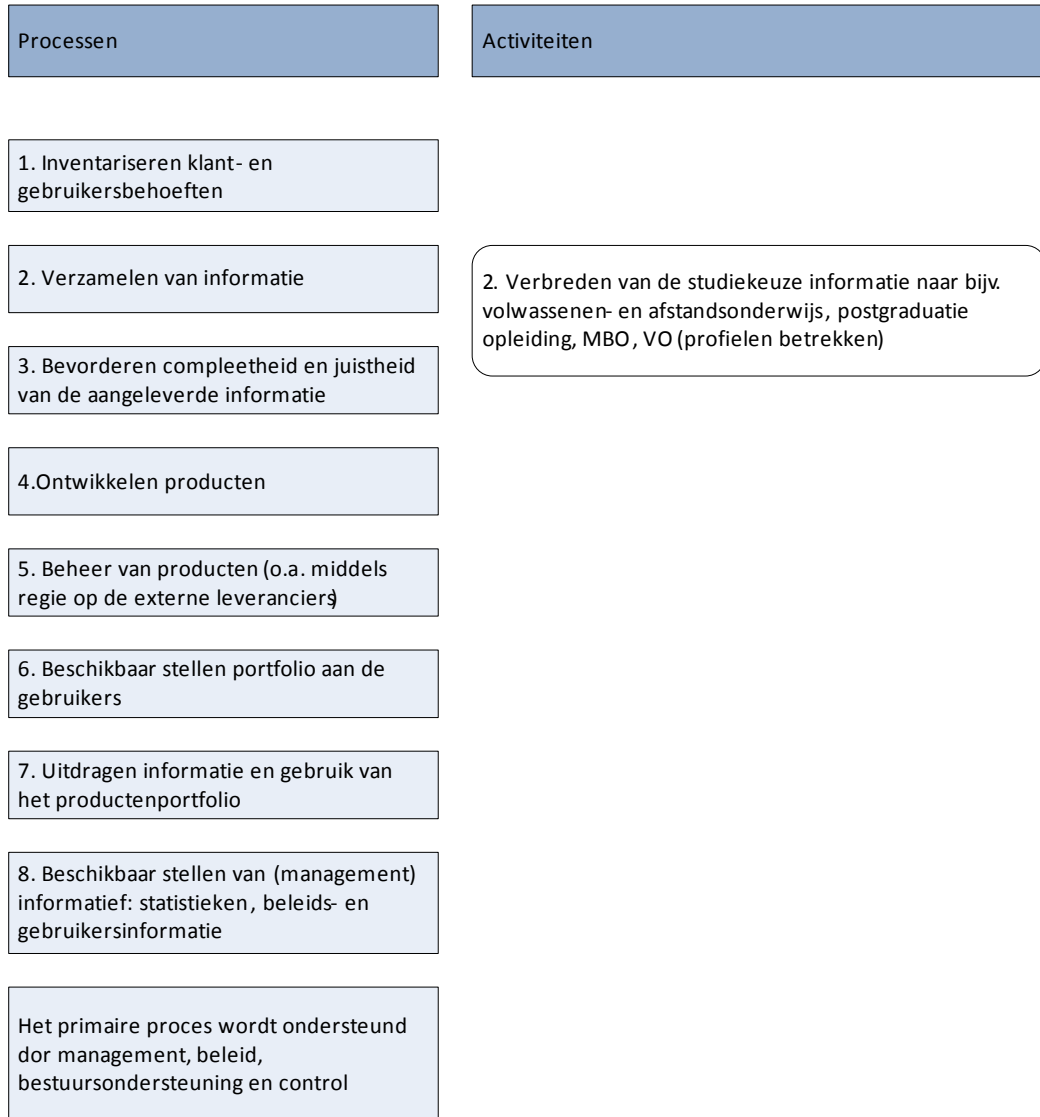 Processen
Activiteiten
1. Inventariseren klant- en
gebruikersbehoeften
2. Verzamelen van informatie
2. Verbreden van de studiekeuze informatie naar bijv.
volwassenen- en afstandsonderwijs, postgraduatie
opleiding, MBO, VO (profielen betrekken)
3. Bevorderen compleetheid en juistheid
van de aangeleverde informatie
4.Ontwikkelen producten
5. Beheer van producten (o.a. middels
regie op de externe leveranciers)
6. Beschikbaar stellen portfolio aan de
gebruikers
7. Uitdragen informatie en gebruik van
het productenportfolio
8. Beschikbaar stellen van (management)
informatief: statistieken, beleids- en
gebruikersinformatie
Het primaire proces wordt ondersteund
dor management, beleid,
bestuursondersteuning en control